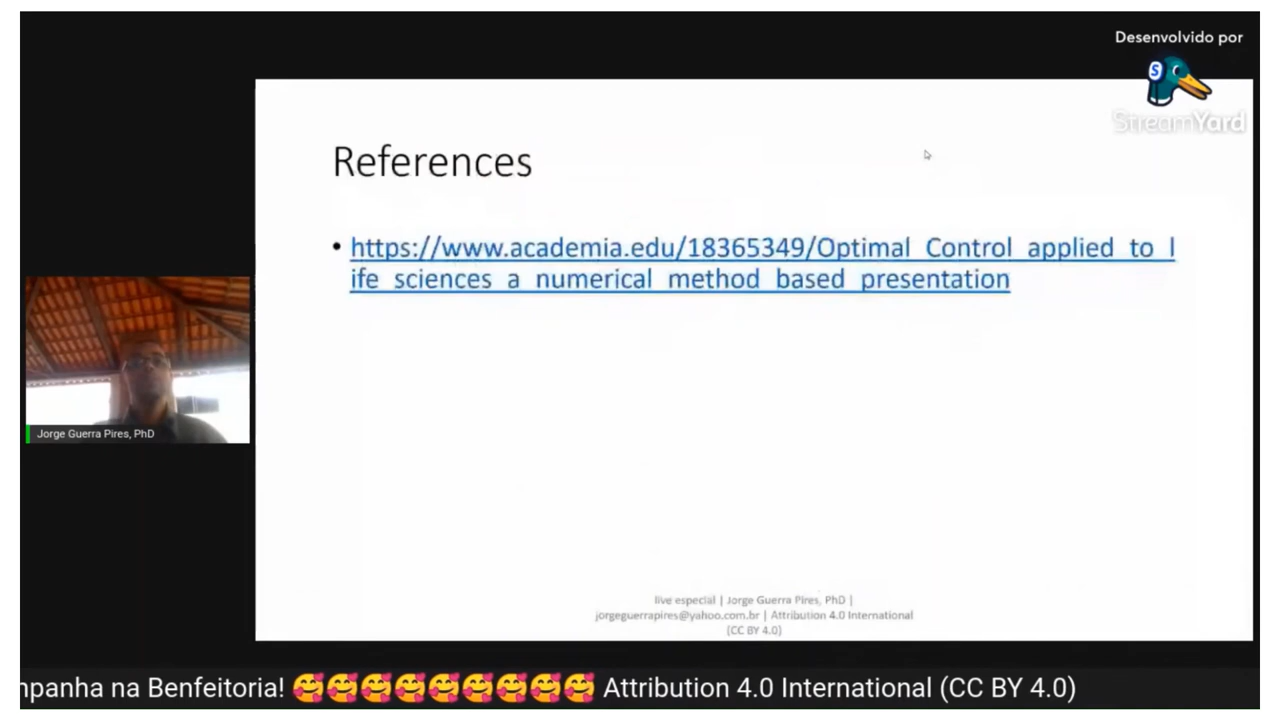 Desenvolvido por
S
StreamYard
References
• https://www.academia.edu/18365349/Optimal_Control_applied_to_l
ife_sciences_a_numerical_method_based_presentation
Jorge Guerra Pires, PhD
live especial | Jorge Guerra Pires, PhD |
jorgeguerrapires@yahoo.com.br | Attribution 4.0 International
(CC BY 4.0)
mpanha na Benfeitoria! 🥰🥰🥰🥰🥰🥰🥰🥰🥰 Attribution 4.0 International (CC BY 4.0)